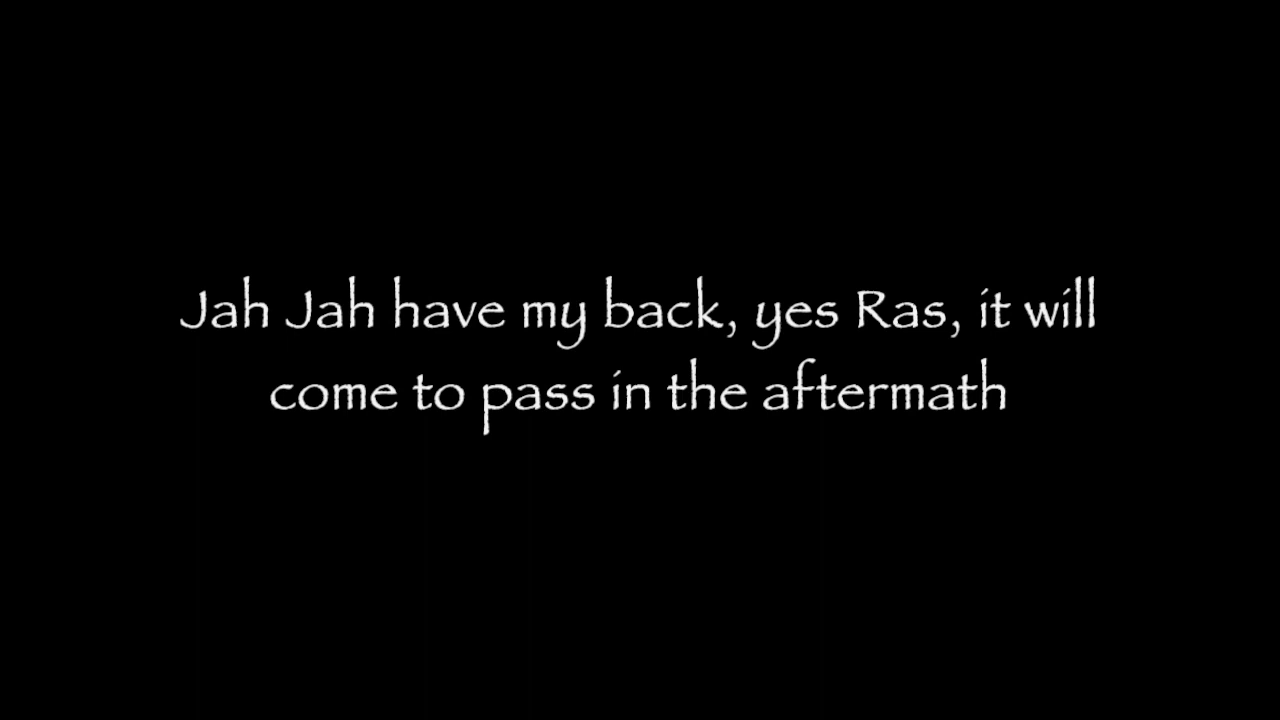 Jah Jah have my back, yes Ras, it will
come to pass in the aftermath